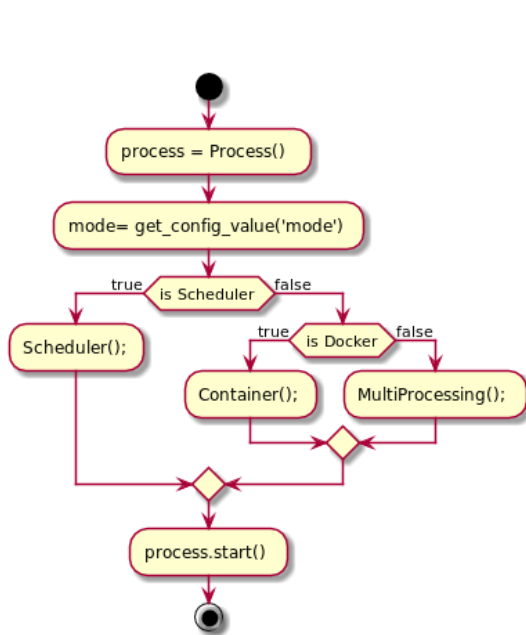 process = Process()
mode= get_config_value('mode')
true
is Scheduler
false
Scheduler();
true
is Docker
false
Container();
MultiProcessing();
process.start()